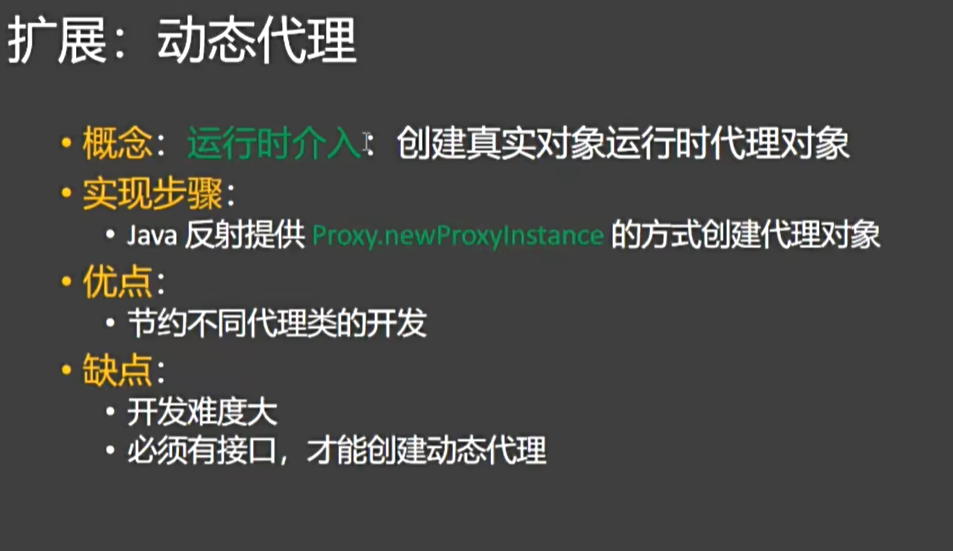 扩展：动态代理
• 概念：运行时介入：创建真实对象运行时代理对象
• 实现步骤：
• Java 反射提供 Proxy.newProxyInstance 的方式创建代理对象
• 优点：
• 节约不同代理类的开发
• 缺点：
• 开发难度大
• 必须有接口，才能创建动态代理